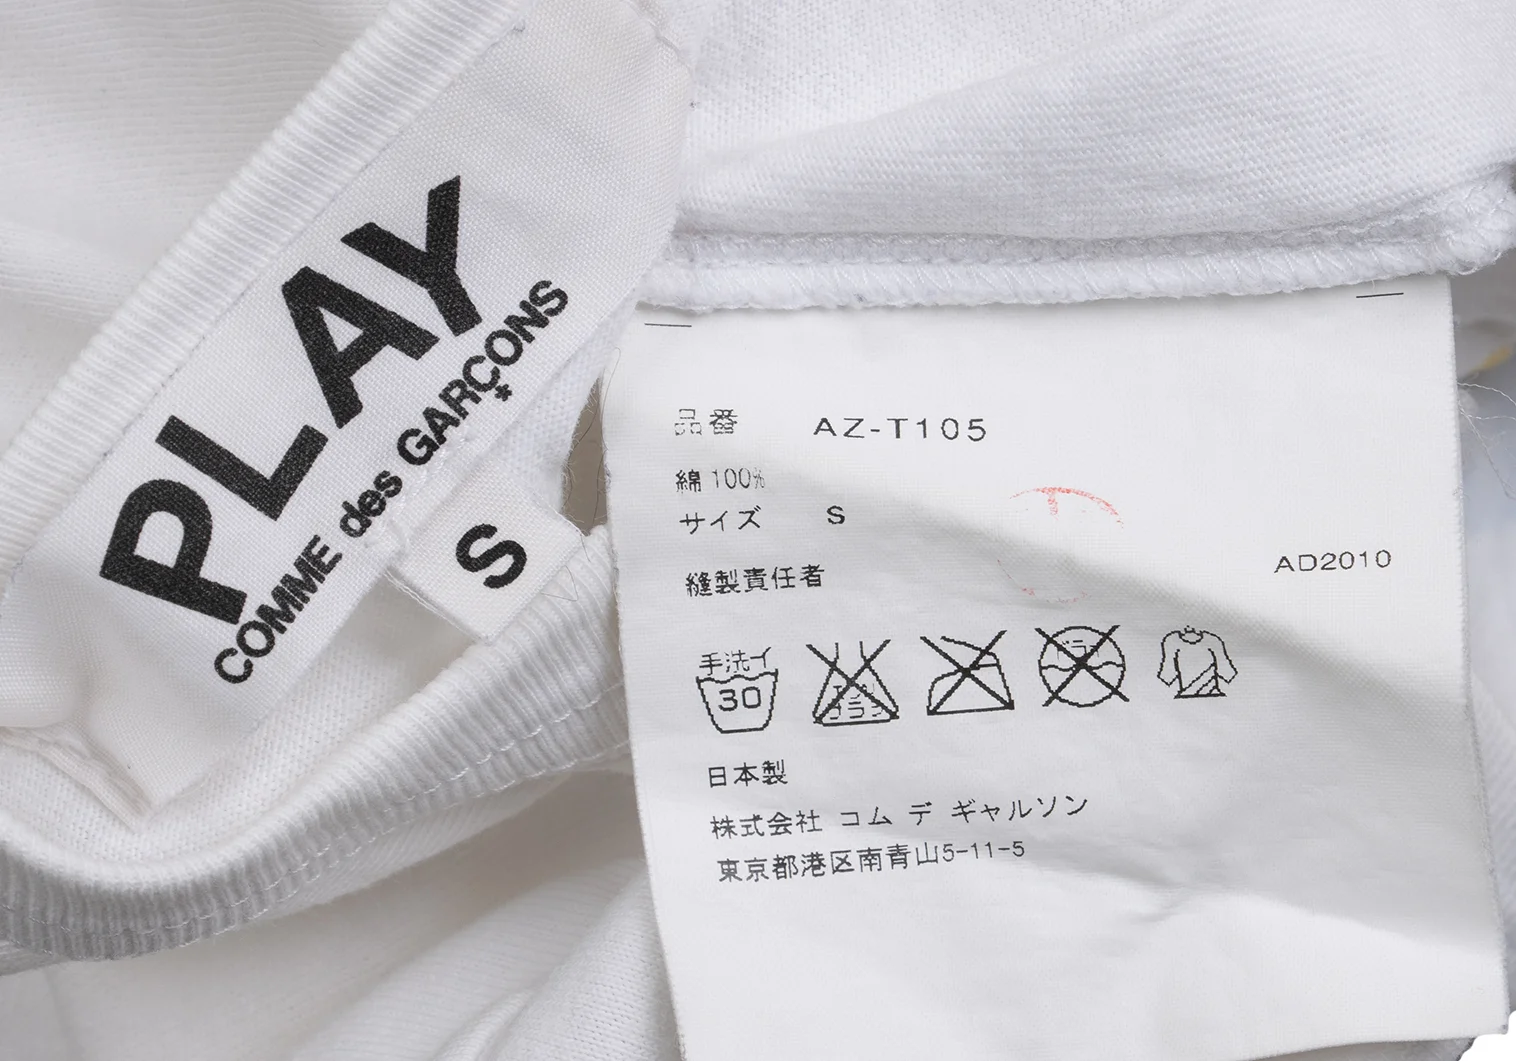 PLAY
COMME des GARÇONS
S
品番 AZ-T105
綿 100%
サイズ S
縫製責任者
AD2010
手洗イ
30
日本製
株式会社 コム デ ギャルソン
東京都港区南青山5-11-5